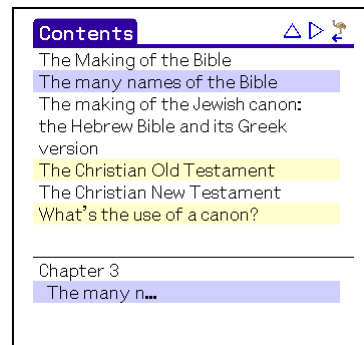 Contents
The Making of the Bible
The many names of the Bible
The making of the Jewish canon:
the Hebrew Bible and its Greek
version
The Christian Old Testament
The Christian New Testament
What's the use of a canon?
Chapter 3
The many n...